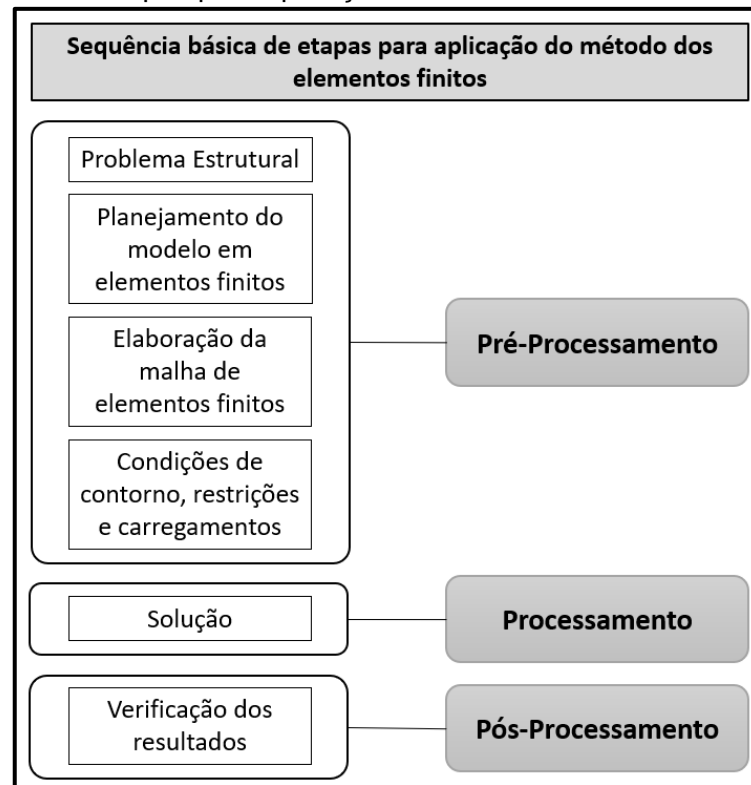 Sequência básica de etapas para aplicação do método dos
elementos finitos
Problema Estrutural
Planejamento do
modelo em
elementos finitos
Elaboração da
malha de
elementos finitos
Condições de
contorno, restrições
e carregamentos
Pré-Processamento
Solução
Processamento
Verificação dos
resultados
Pós-Processamento